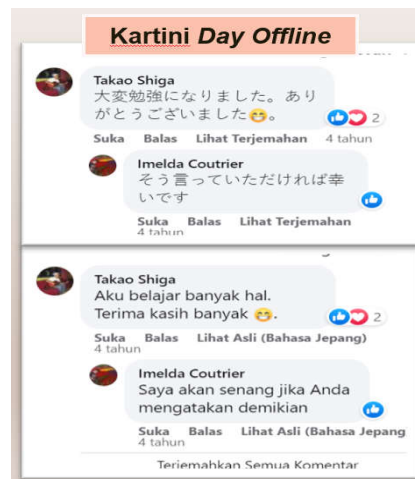 Kartini Day Offline
Takao Shiga
大変勉強になりました。あり
がとうございました😁。
2
Suka Balas Lihat Terjemahan 4 tahun
Imelda Coutrier
そう言っていただければ幸
いです
Suka Balas Lihat Terjemahan
4 tahun
Takao Shiga
Aku belajar banyak hal.
Terima kasih banyak 😁.
2
Suka Balas Lihat Asli (Bahasa Jepang)
4 tahun
Imelda Coutrier
Saya akan senang jika Anda
mengatakan demikian
Suka Balas Lihat Asli (Bahasa Jepang
4 tahun
Terjemahkan Semua Komentar